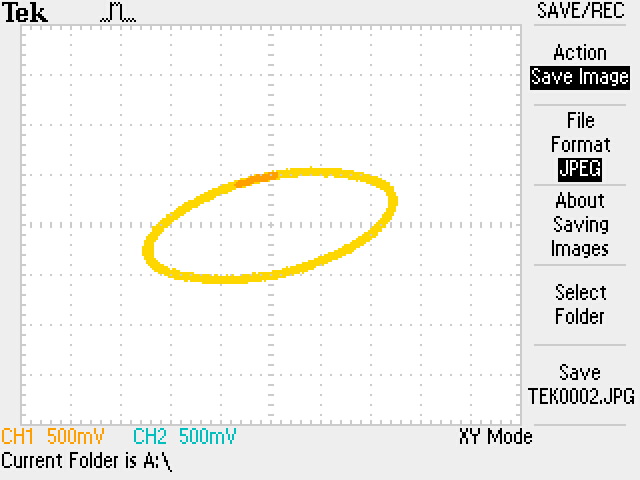 Tek
SAVE/REC
Action
Save Image
File
Format
JPEG
About
Saving
Images
Select
Folder
Save
TEK0002.JPG
CH1 500mV CH2 500mV XY Mode
Current Folder is A:\